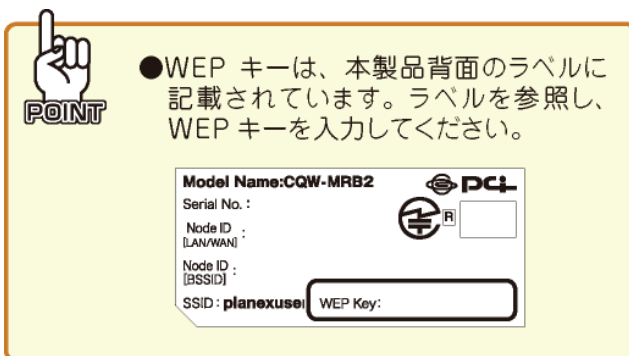 ●WEP キーは、本製品背面のラベルに
記載されています。ラベルを参照し、
WEP キーを入力してください。
POINT
Model Name:CQW-MRB2
PCi
Serial No. :
R
Node ID :
[LAN/WAN]
Node ID :
[BSSID]
SSID : planexuser
WEP Key: